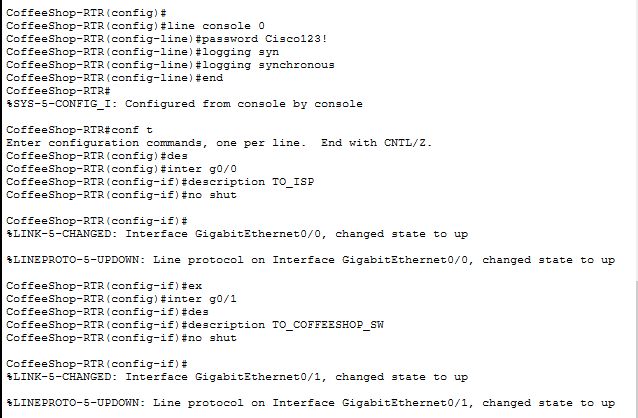 CoffeeShop-RTR(config)#
CoffeeShop-RTR(config)#line console 0
CoffeeShop-RTR(config-line)#password Cisco123!
CoffeeShop-RTR(config-line)#logging syn
CoffeeShop-RTR(config-line)#logging synchronous
CoffeeShop-RTR(config-line)#end
CoffeeShop-RTR#
%SYS-5-CONFIG_I: Configured from console by console

CoffeeShop-RTR#conf t
Enter configuration commands, one per line.  End with CNTL/Z.
CoffeeShop-RTR(config)#des
CoffeeShop-RTR(config)#inter g0/0
CoffeeShop-RTR(config-if)#description TO_ISP
CoffeeShop-RTR(config-if)#no shut

CoffeeShop-RTR(config-if)#
%LINK-5-CHANGED: Interface GigabitEthernet0/0, changed state to up

%LINEPROTO-5-UPDOWN: Line protocol on Interface GigabitEthernet0/0, changed state to up

CoffeeShop-RTR(config-if)#ex
CoffeeShop-RTR(config)#inter g0/1
CoffeeShop-RTR(config-if)#des
CoffeeShop-RTR(config-if)#description TO_COFFEESHOP_SW
CoffeeShop-RTR(config-if)#no shut

CoffeeShop-RTR(config-if)#
%LINK-5-CHANGED: Interface GigabitEthernet0/1, changed state to up

%LINEPROTO-5-UPDOWN: Line protocol on Interface GigabitEthernet0/1, changed state to up